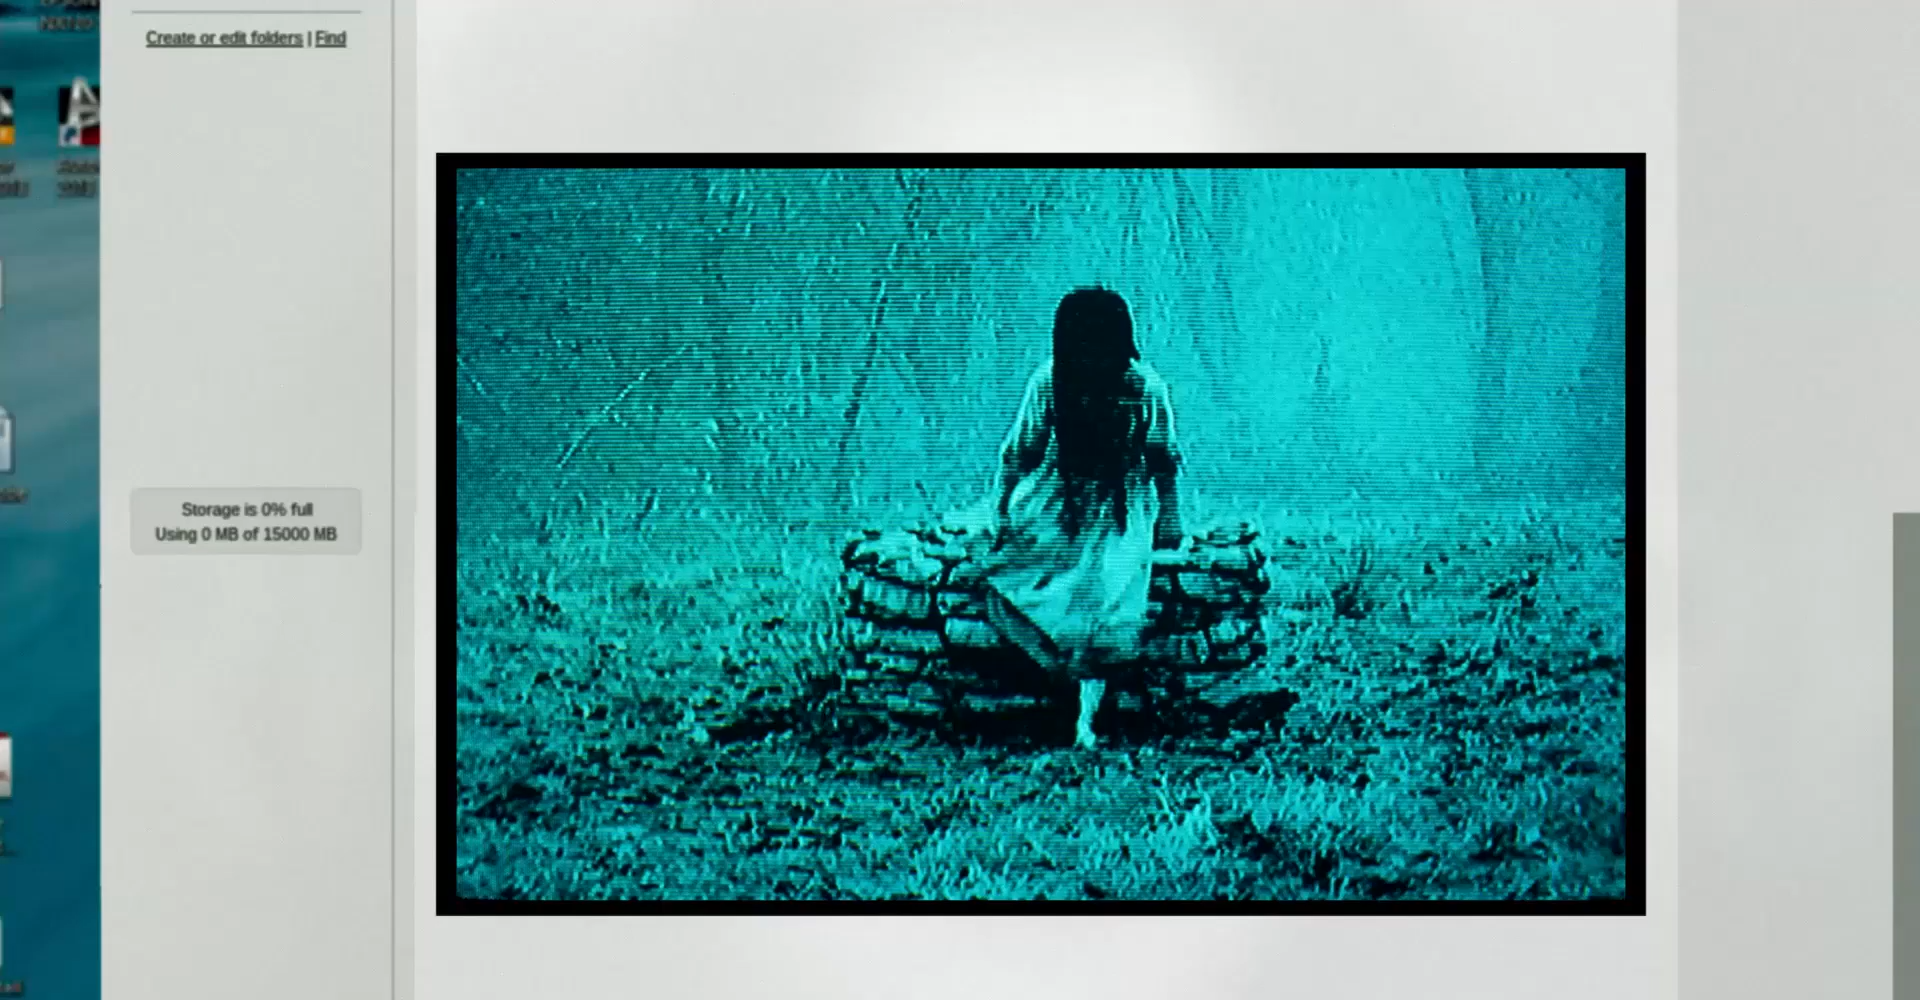 Create or edit folders | Find
Storage is 0% full
Using 0 MB of 15000 MB